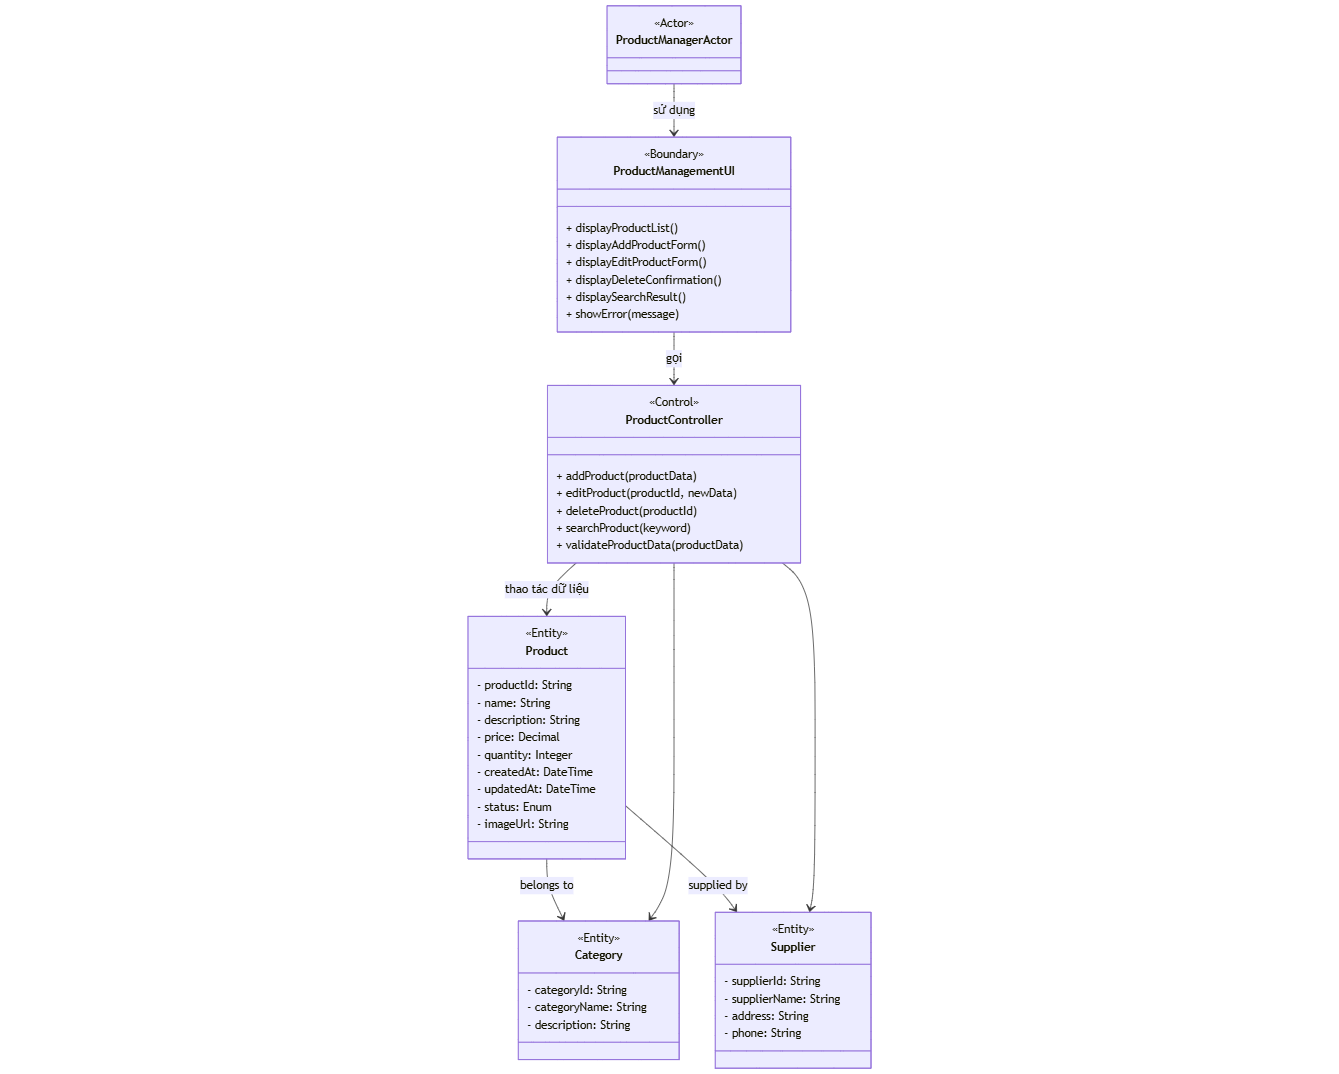 «Actor»
ProductManagerActor
sử dụng
«Boundary»
ProductManagementUI
+ displayProductList()
+ displayAddProductForm()
+ displayEditProductForm()
+ displayDeleteConfirmation()
+ displaySearchResult()
+ showError(message)
gọi
«Control»
ProductController
+ addProduct(productData)
+ editProduct(productId, newData)
+ deleteProduct(productId)
+ searchProduct(keyword)
+ validateProductData(productData)
thao tác dữ liệu
«Entity»
Product
- productId: String
- name: String
- description: String
- price: Decimal
- quantity: Integer
- createdAt: DateTime
- updatedAt: DateTime
- status: Enum
- imageUrl: String
belongs to
supplied by
«Entity»
Category
- categoryId: String
- categoryName: String
- description: String
«Entity»
Supplier
- supplierId: String
- supplierName: String
- address: String
- phone: String